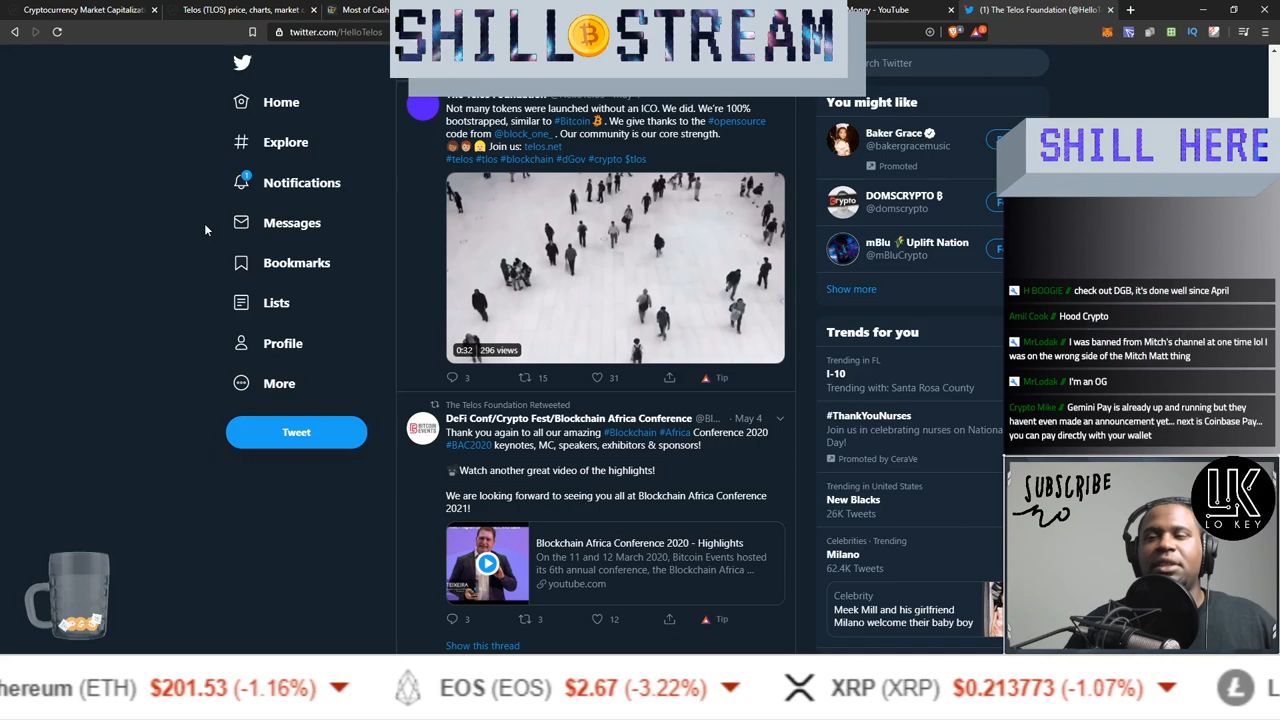 Cryptocurrency Market Capitaliza
Telos (TLOS) price, charts, market c
Most of Cash
Money - YouTube
(1) The Telos Foundation (@HelloT
twitter.com/HelloTelos
SHILL STREAM
Search Twitter
Home
Explore
Notifications
1
Messages
Bookmarks
Lists
Profile
More
Tweet
Not many tokens were launched without an ICO. We did. We're 100%
bootstrapped, similar to #Bitcoin. We give thanks to the #opensource
code from @block_one_ . Our community is our core strength.
Join us: telos.net
#telos #tlos #blockchain #dGov #crypto $tlos
0:32 296 views
3 15 31 Tip
The Telos Foundation Retweeted
DeFi Conf/Crypto Fest/Blockchain Africa Conference @Bl... · May 4
Thank you again to all our amazing #Blockchain #Africa Conference 2020
#BAC2020 keynotes, MC, speakers, exhibitors & sponsors!
Watch another great video of the highlights!
We are looking forward to seeing you all at Blockchain Africa Conference
2021!
TEIXEIRA
Blockchain Africa Conference 2020 - Highlights
On the 11 and 12 March 2020, Bitcoin Events hosted
its 6th annual conference, the Blockchain Africa ...
youtube.com
3 3 12 Tip
Show this thread
You might like
Baker Grace
@bakergracemusic
Promoted
DOMSCRYPTO ฿
@domscrypto
mBlu Uplift Nation
@mBluCrypto
Show more
Trends for you
Trending in FL
I-10
Trending with: Santa Rosa County
#ThankYouNurses
Join us in celebrating nurses on National
Day!
Promoted by CeraVe
Trending in United States
New Blacks
26K Tweets
Celebrities · Trending
Milano
62.4K Tweets
Celebrity
Meek Mill and his girlfriend
Milano welcome their baby boy
SHILL HERE
H BOOGIE // check out DGB, it's done well since April
Amil Cook // Hood Crypto
MrLodak // I was banned from Mitch's channel at one time lol I
was on the wrong side of the Mitch Matt thing
MrLodak // I'm an OG
Crypto Mike // Gemini Pay is already up and running but they
havent even made an announcement yet... next is Coinbase Pay...
you can pay directly with your wallet
SUBSCRIBE
LK
LO KEY
hereum (ETH) $201.53 (-1.16%)
EOS (EOS) $2.67 (-3.22%)
XRP (XRP) $0.213773 (-1.07%)
L